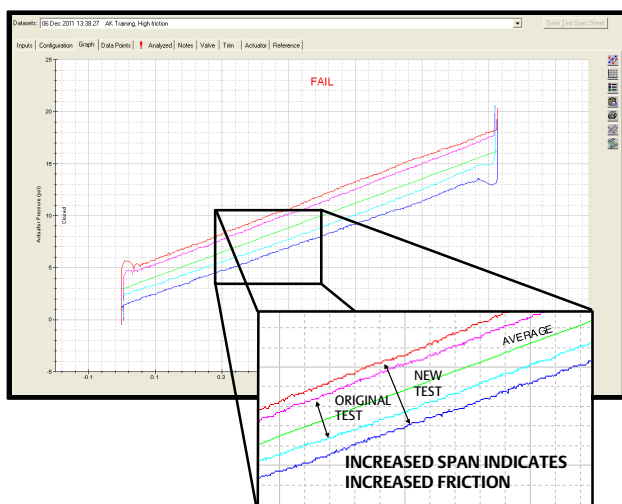 Datasets: 06 Dec 2011 13:38:27 AK Training, High friction
Save Test Spec Sheet
Inputs Configuration Graph Data Points ! Analyzed Notes Valve Trim Actuator Reference
FAIL
25
20
15
10
5
0
-5
Actuator Pressure (psi)
Closed
-0.1
0.1
0.3
AVERAGE
NEW
TEST
ORIGINAL
TEST
INCREASED SPAN INDICATES
INCREASED FRICTION